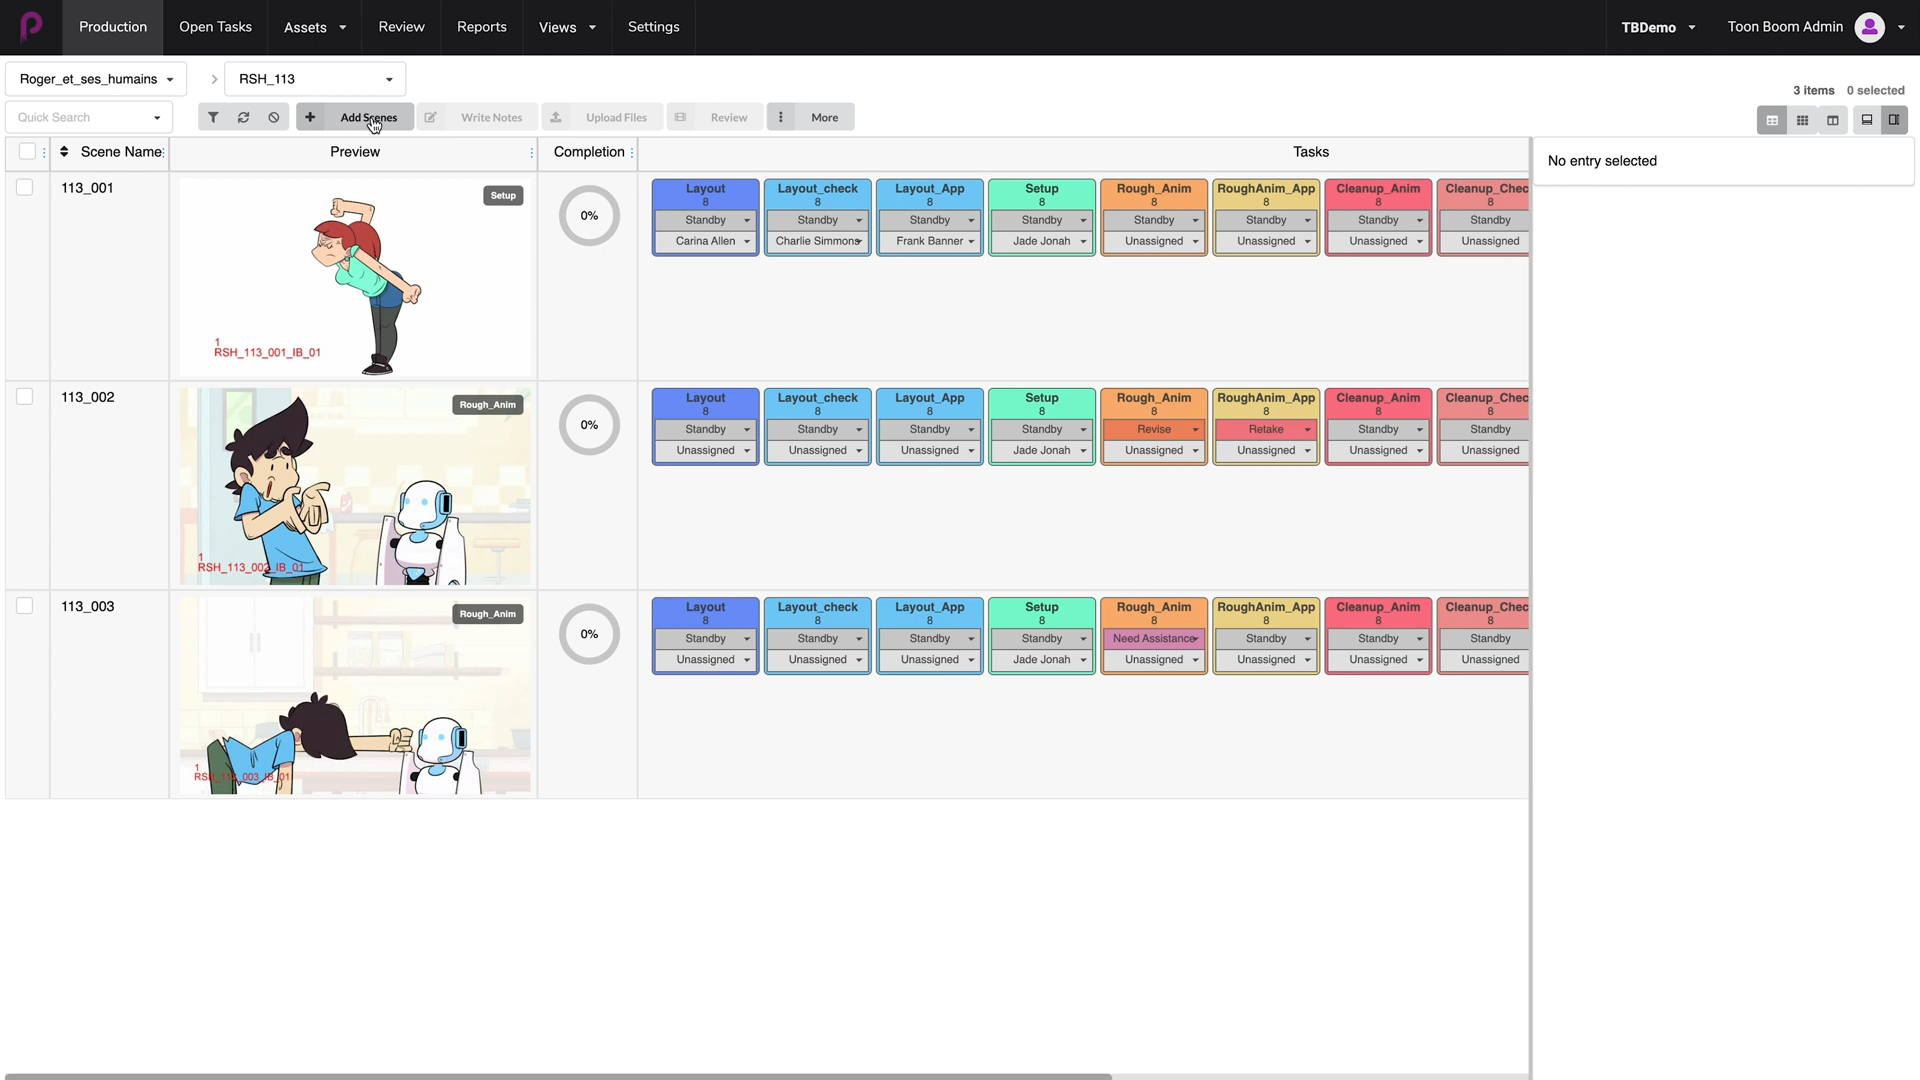 Production Open Tasks Assets Review Reports Views Settings TBDemo Toon Boom Admin
Roger_et_ses_humains > RSH_113
3 items 0 selected
Quick Search Add Scenes Write Notes Upload Files Review More
Scene Name Preview Completion Tasks
No entry selected
113_001
Setup
1
RSH_113_001_IB_01
0%
Layout Layout_check Layout_App Setup Rough_Anim RoughAnim_App Cleanup_Anim Cleanup_Chec
8 8 8 8 8 8 8 8
Standby Standby Standby Standby Standby Standby Standby Standby
Carina Allen Charlie Simmons Frank Banner Jade Jonah Unassigned Unassigned Unassigned Unassigned
113_002
Rough_Anim
1
RSH_113_002_IB_01
0%
Layout Layout_check Layout_App Setup Rough_Anim RoughAnim_App Cleanup_Anim Cleanup_Chec
8 8 8 8 8 8 8 8
Standby Standby Standby Standby Revise Retake Standby Standby
Unassigned Unassigned Unassigned Jade Jonah Unassigned Unassigned Unassigned Unassigned
113_003
Rough_Anim
1
RSH_113_003_IB_01
0%
Layout Layout_check Layout_App Setup Rough_Anim RoughAnim_App Cleanup_Anim Cleanup_Chec
8 8 8 8 8 8 8 8
Standby Standby Standby Standby Need Assistance Standby Standby Standby
Unassigned Unassigned Unassigned Jade Jonah Unassigned Unassigned Unassigned Unassigned